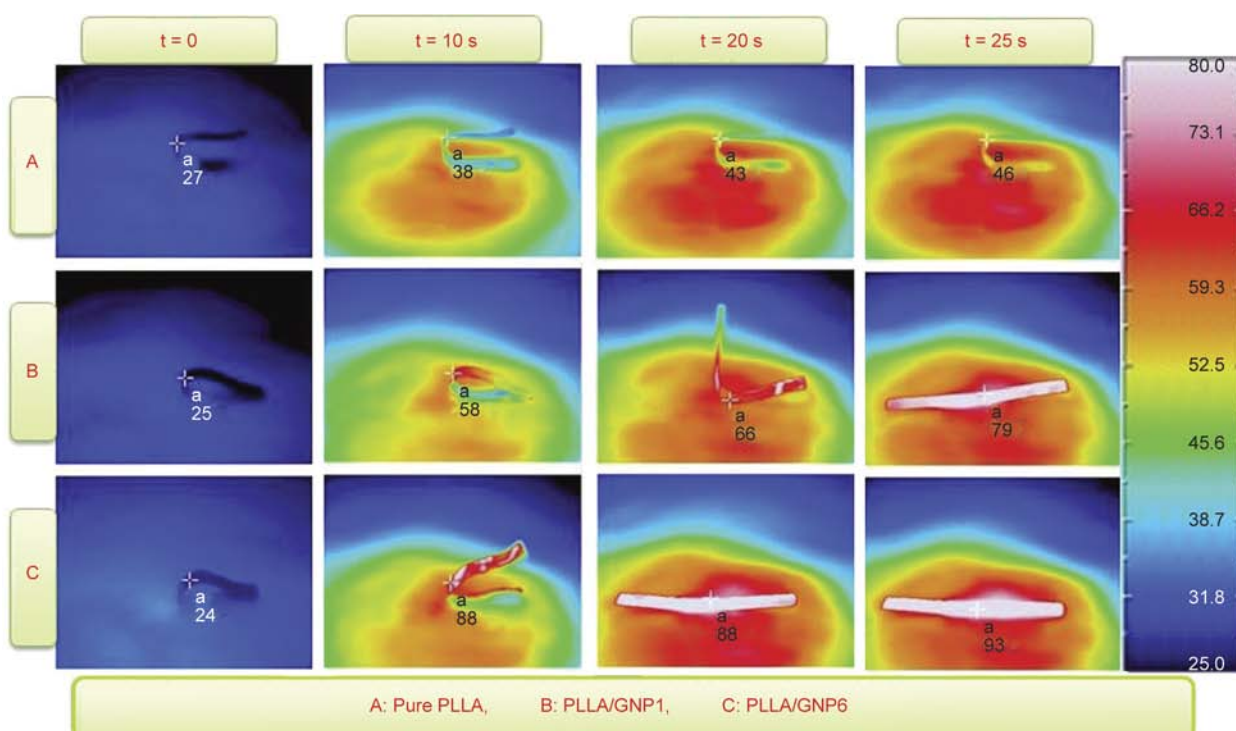 t = 0
t = 10 s
t = 20 s
t = 25 s
A
a
27
a
38
a
43
a
46
B
a
25
a
58
a
66
a
79
C
a
24
a
88
a
88
a
93
80.0
73.1
66.2
59.3
52.5
45.6
38.7
31.8
25.0
A: Pure PLLA, B: PLLA/GNP1, C: PLLA/GNP6